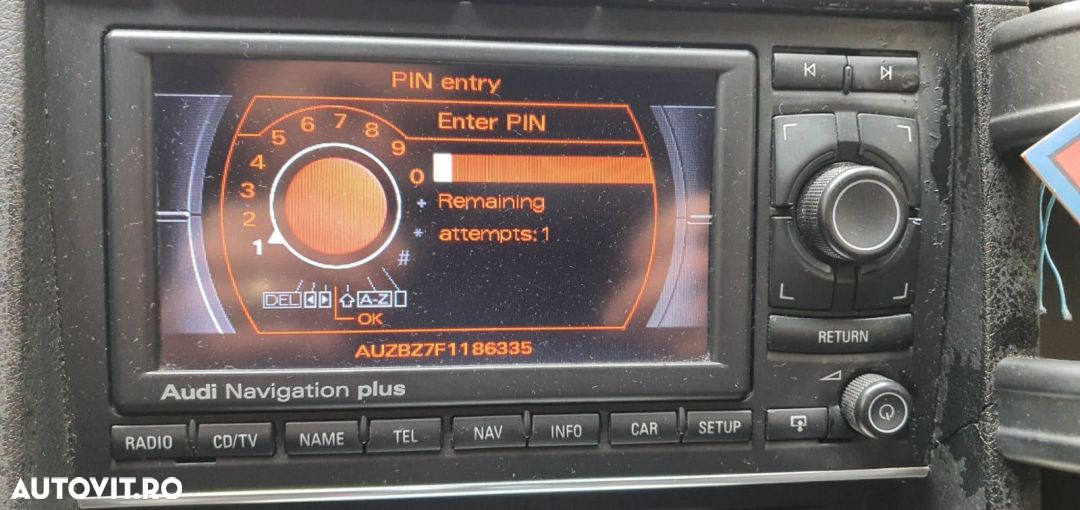 PIN entry
Enter PIN
1 2 3 4 5 6 7 8 9 0 + * #
Remaining
attempts: 1
DEL A-Z
OK
AUZBZ7F1186335
Audi Navigation plus
RETURN
RADIO CD/TV NAME TEL NAV INFO CAR SETUP
AUTOVIT.RO